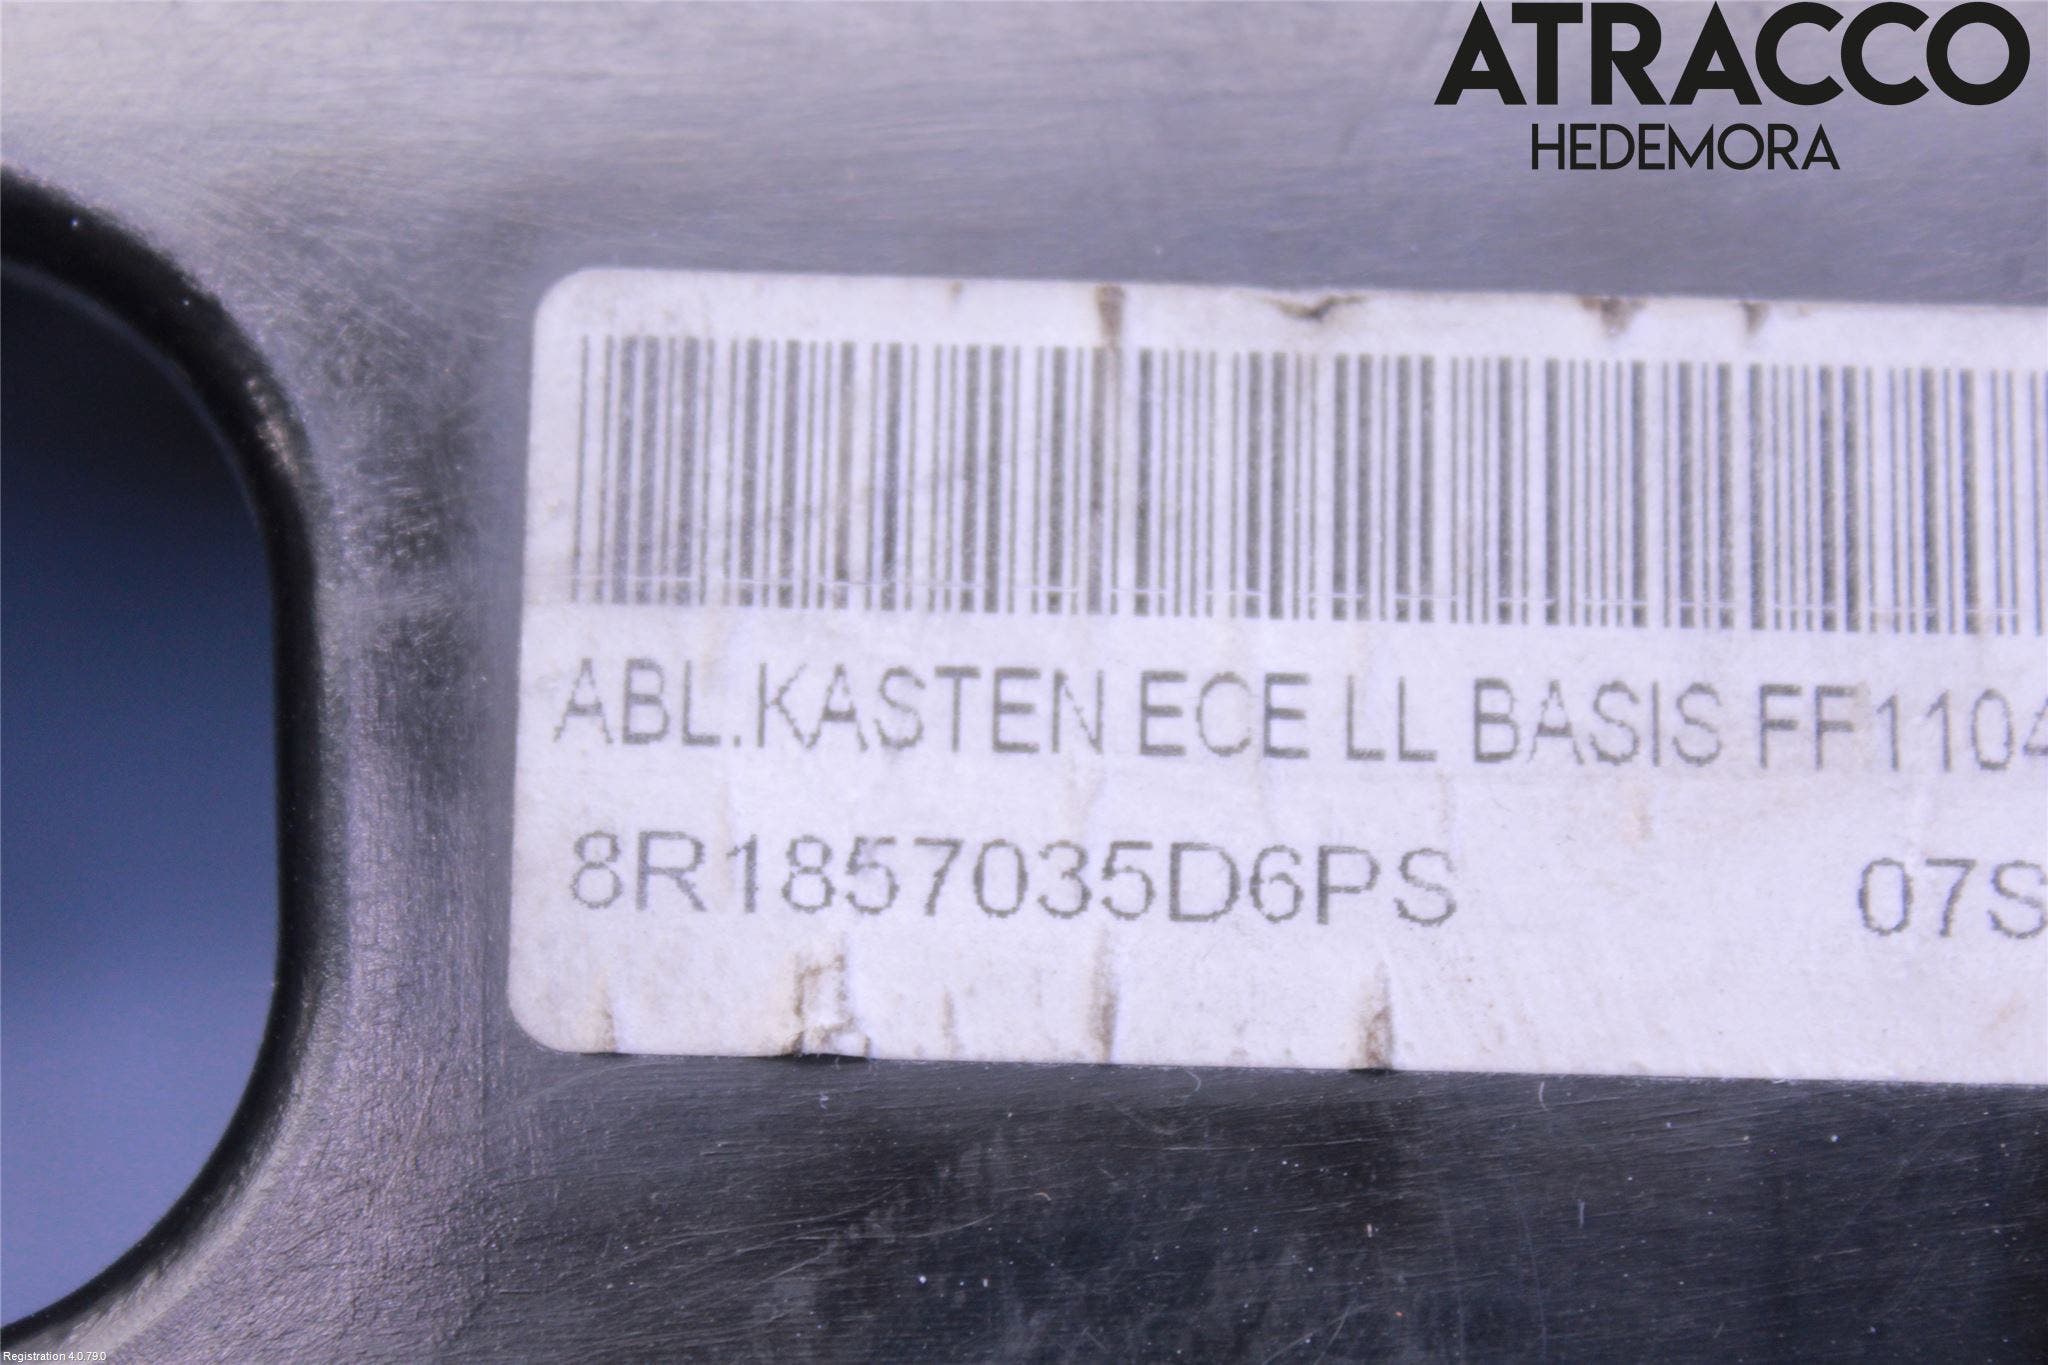 ATRACCO
HEDEMORA
ABL.KASTEN ECE LL BASIS FF1104
8R1857035D6PS 07S
Registration 4.0.79.0